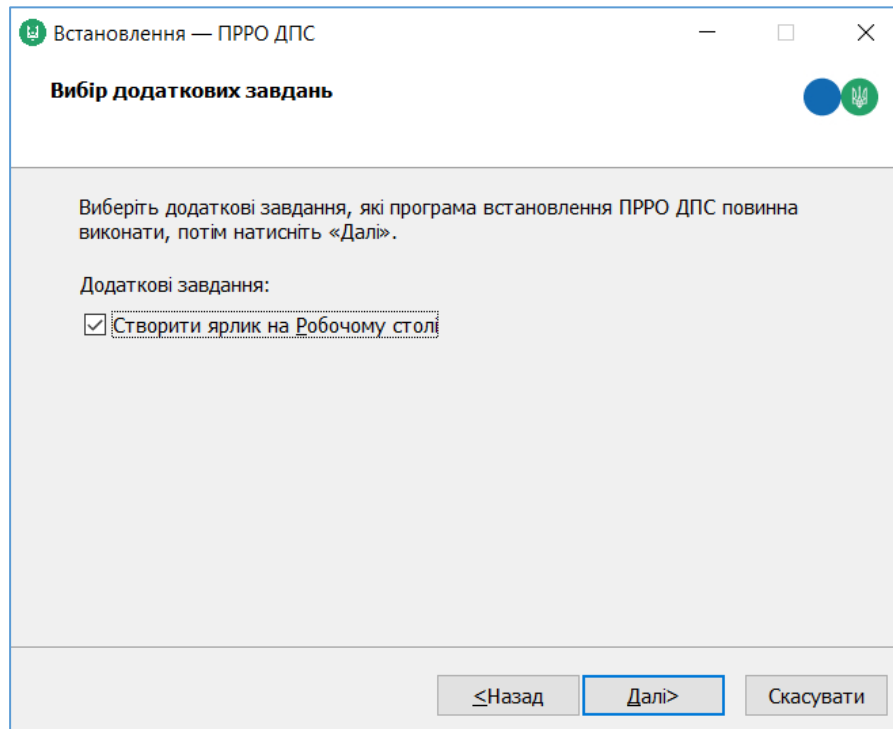 Встановлення — ПРРО ДПС
Вибір додаткових завдань
Виберіть додаткові завдання, які програма встановлення ПРРО ДПС повинна
виконати, потім натисніть «Далі».
Додаткові завдання:
Створити ярлик на Робочому столі
<Назад Далі> Скасувати